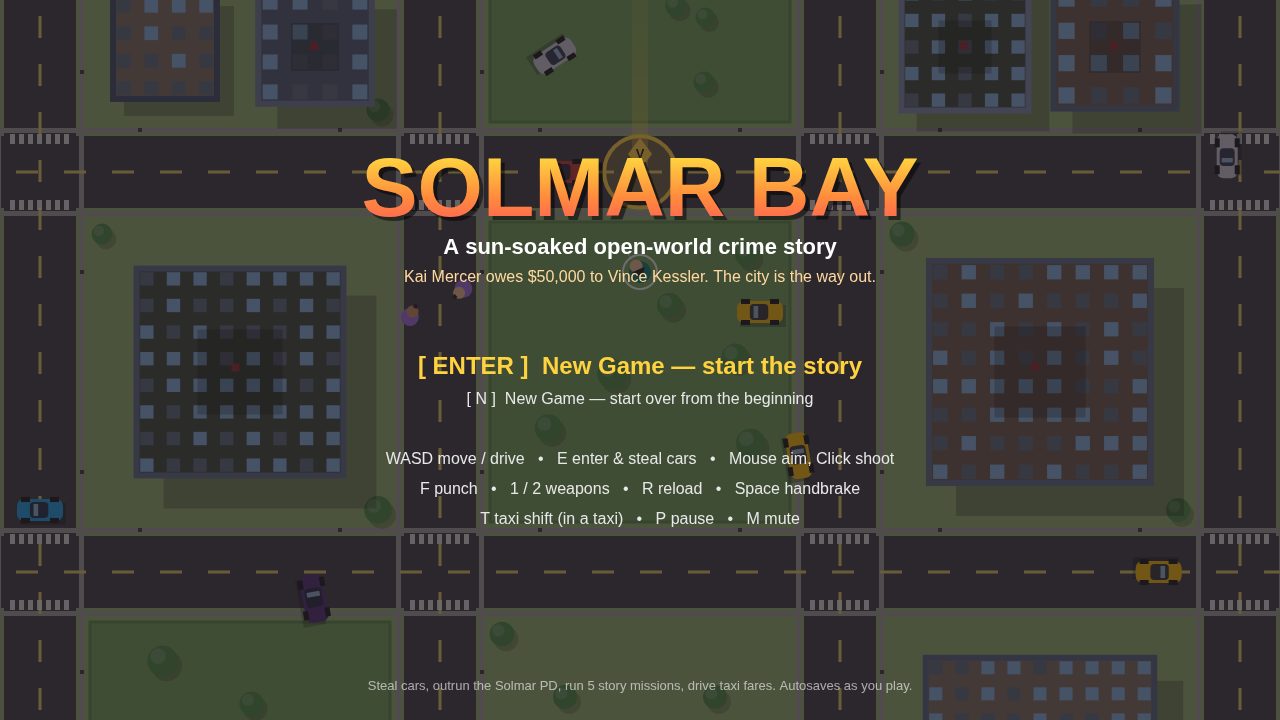 V
SOLMAR BAY
A sun-soaked open-world crime story
Kai Mercer owes $50,000 to Vince Kessler. The city is the way out.
[ ENTER ]  New Game — start the story
[ N ]  New Game — start over from the beginning
WASD move / drive   •   E enter & steal cars   •   Mouse aim, Click shoot
F punch   •   1 / 2 weapons   •   R reload   •   Space handbrake
T taxi shift (in a taxi)   •   P pause   •   M mute
Steal cars, outrun the Solmar PD, run 5 story missions, drive taxi fares. Autosaves as you play.